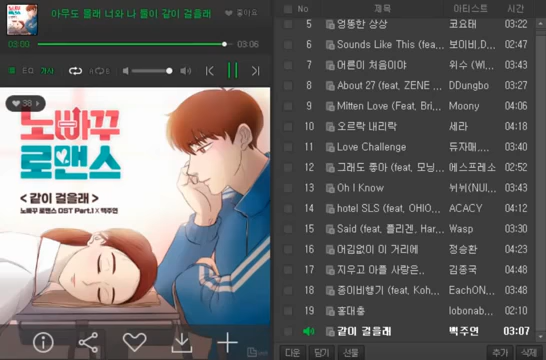 아무도 몰래 너와 나 둘이 같이 걸을래
좋아요
03:00
03:06
EQ 가사
38
노빠꾸
로맨스
< 같이 걸을래 >
노빠꾸 로맨스 OST Part.1 X 백주연
No 제목 아티스트 시간
5 엉뚱한 상상 코요태 03:22
6 Sounds Like This (fea... 보이비,D... 02:47
7 어른이 처음이야 위수 (WI... 03:43
8 About 27 (feat, ZENE ... DDungbo 03:27
9 Mitten Love (Feat, Bri... Moony 04:06
10 오르락 내리락 세라 04:18
11 Love Challenge 듀자매,... 03:40
12 그래도 좋아 (feat, 모닝... 에스프레소 02:52
13 Oh I Know 뉘뉘(NUI... 03:43
14 hotel SLS (feat, OHIO... ACACY 04:12
15 Said (feat, 플리겐, Har... Wasp 03:30
16 어김없이 이 거리에 정승환 04:23
17 지우고 아플 사랑은.. 김종국 04:48
18 종이비행기 (feat, Koh... EachON... 03:48
19 홍대출 lobonab... 02:10
같이 걸을래 백주연 03:07
다운 담기 선물 추가 삭제